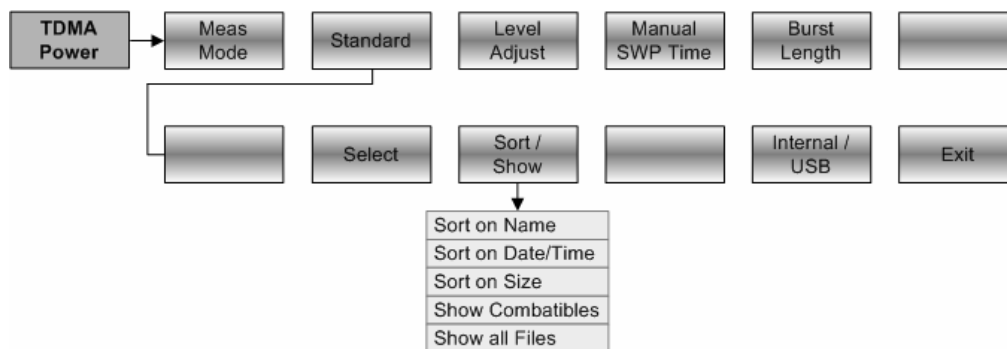 TDMA
Power
Meas
Mode
Standard
Level
Adjust
Manual
SWP Time
Burst
Length
Select
Sort /
Show
Internal /
USB
Exit
Sort on Name
Sort on Date/Time
Sort on Size
Show Combatibles
Show all Files